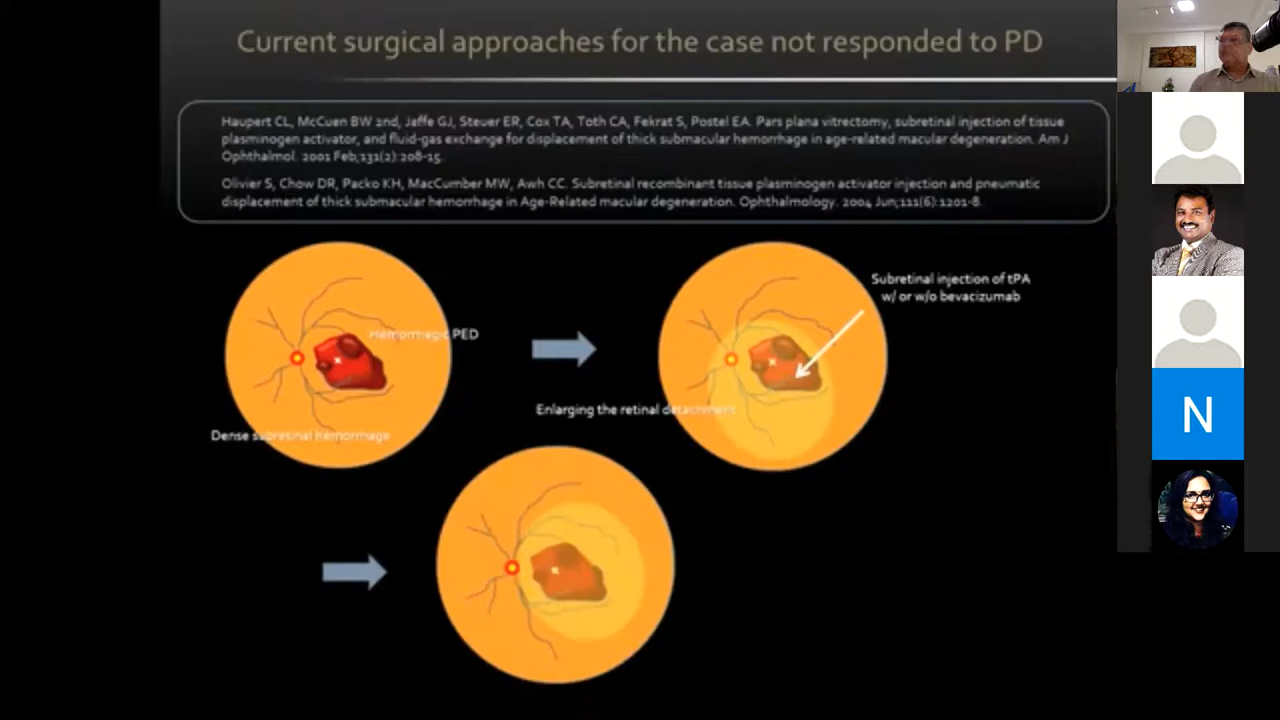 Current surgical approaches for the case not responded to PD
Haupert CL, McCuen BW 2nd, Jaffe GJ, Steuer ER, Cox TA, Toth CA, Fekrat S, Postel EA. Pars plana vitrectomy, subretinal injection of tissue
plasminogen activator, and fluid-gas exchange for displacement of thick submacular hemorrhage in age-related macular degeneration. Am J
Ophthalmol. 2001 Feb;131(2):208-15.
Olivier S, Chow DR, Packo KH, MacCumber MW, Awh CC. Subretinal recombinant tissue plasminogen activator injection and pneumatic
displacement of thick submacular hemorrhage in Age-Related macular degeneration. Ophthalmology. 2004 Jun;111(6):1201-8.
Subretinal injection of tPA
w/ or w/o bevacizumab
Hemorrhagic PED
Enlarging the retinal detachment
Dense subretinal hemorrhage
N